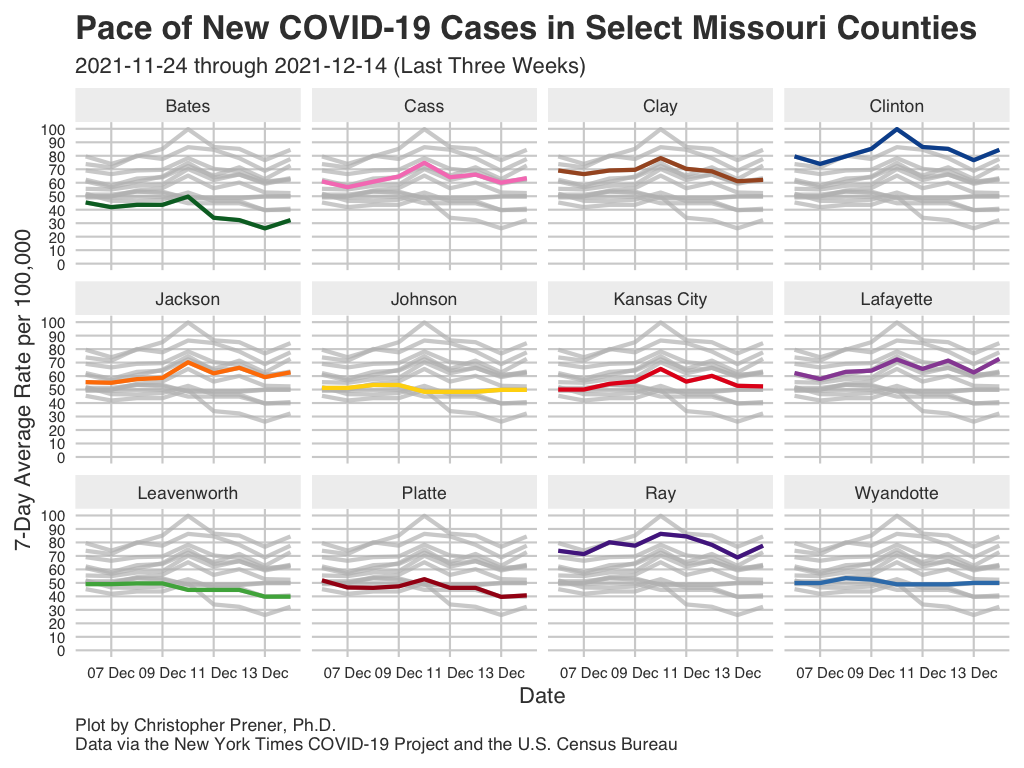 Pace of New COVID-19 Cases in Select Missouri Counties
2021-11-24 through 2021-12-14 (Last Three Weeks)
Bates
Cass
Clay
Clinton
100
90
80
70
60
50
40
30
20
10
0
Jackson
Johnson
Kansas City
Lafayette
100
90
80
70
60
50
40
30
20
10
0
Leavenworth
Platte
Ray
Wyandotte
100
90
80
70
60
50
40
30
20
10
0
7-Day Average Rate per 100,000
07 Dec 09 Dec 11 Dec 13 Dec
07 Dec 09 Dec 11 Dec 13 Dec
07 Dec 09 Dec 11 Dec 13 Dec
07 Dec 09 Dec 11 Dec 13 Dec
Date
Plot by Christopher Prener, Ph.D.
Data via the New York Times COVID-19 Project and the U.S. Census Bureau